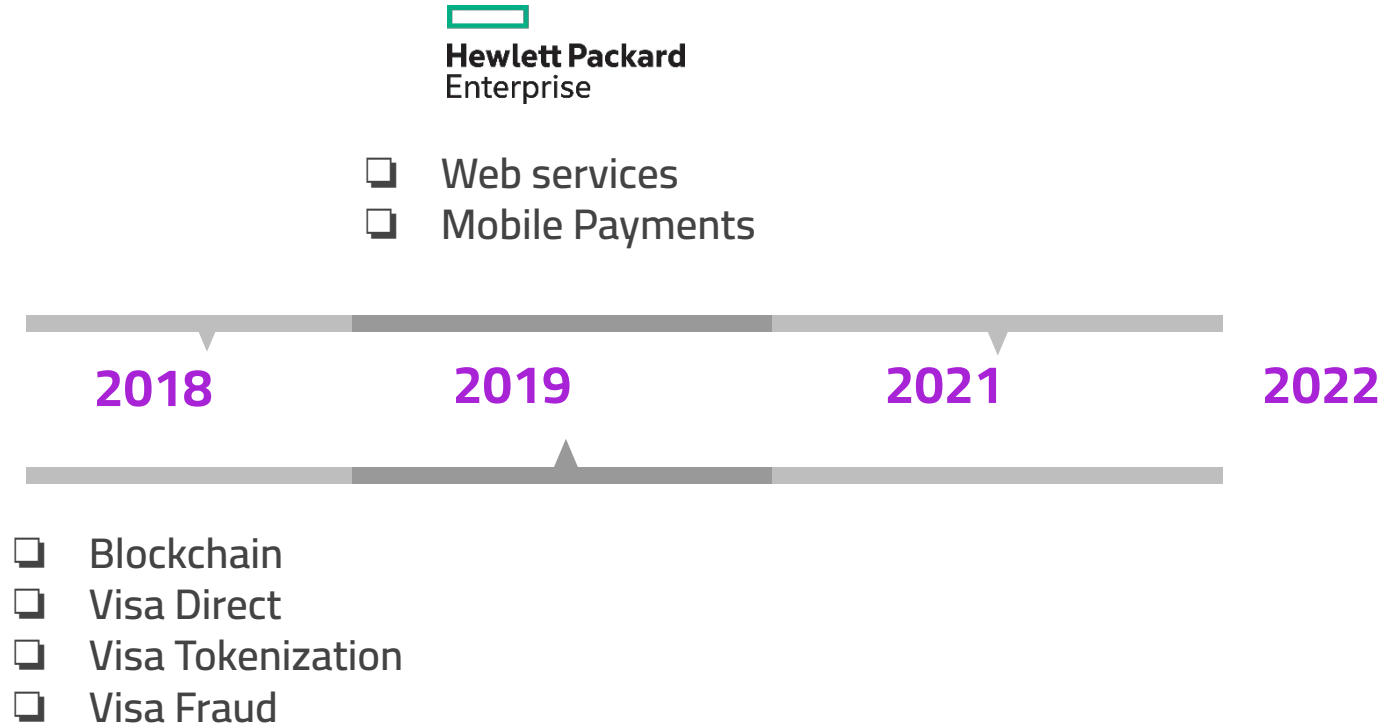 Hewlett Packard
Enterprise
❏ Web services
❏ Mobile Payments
2018 2019 2021 2022
❏ Blockchain
❏ Visa Direct
❏ Visa Tokenization
❏ Visa Fraud